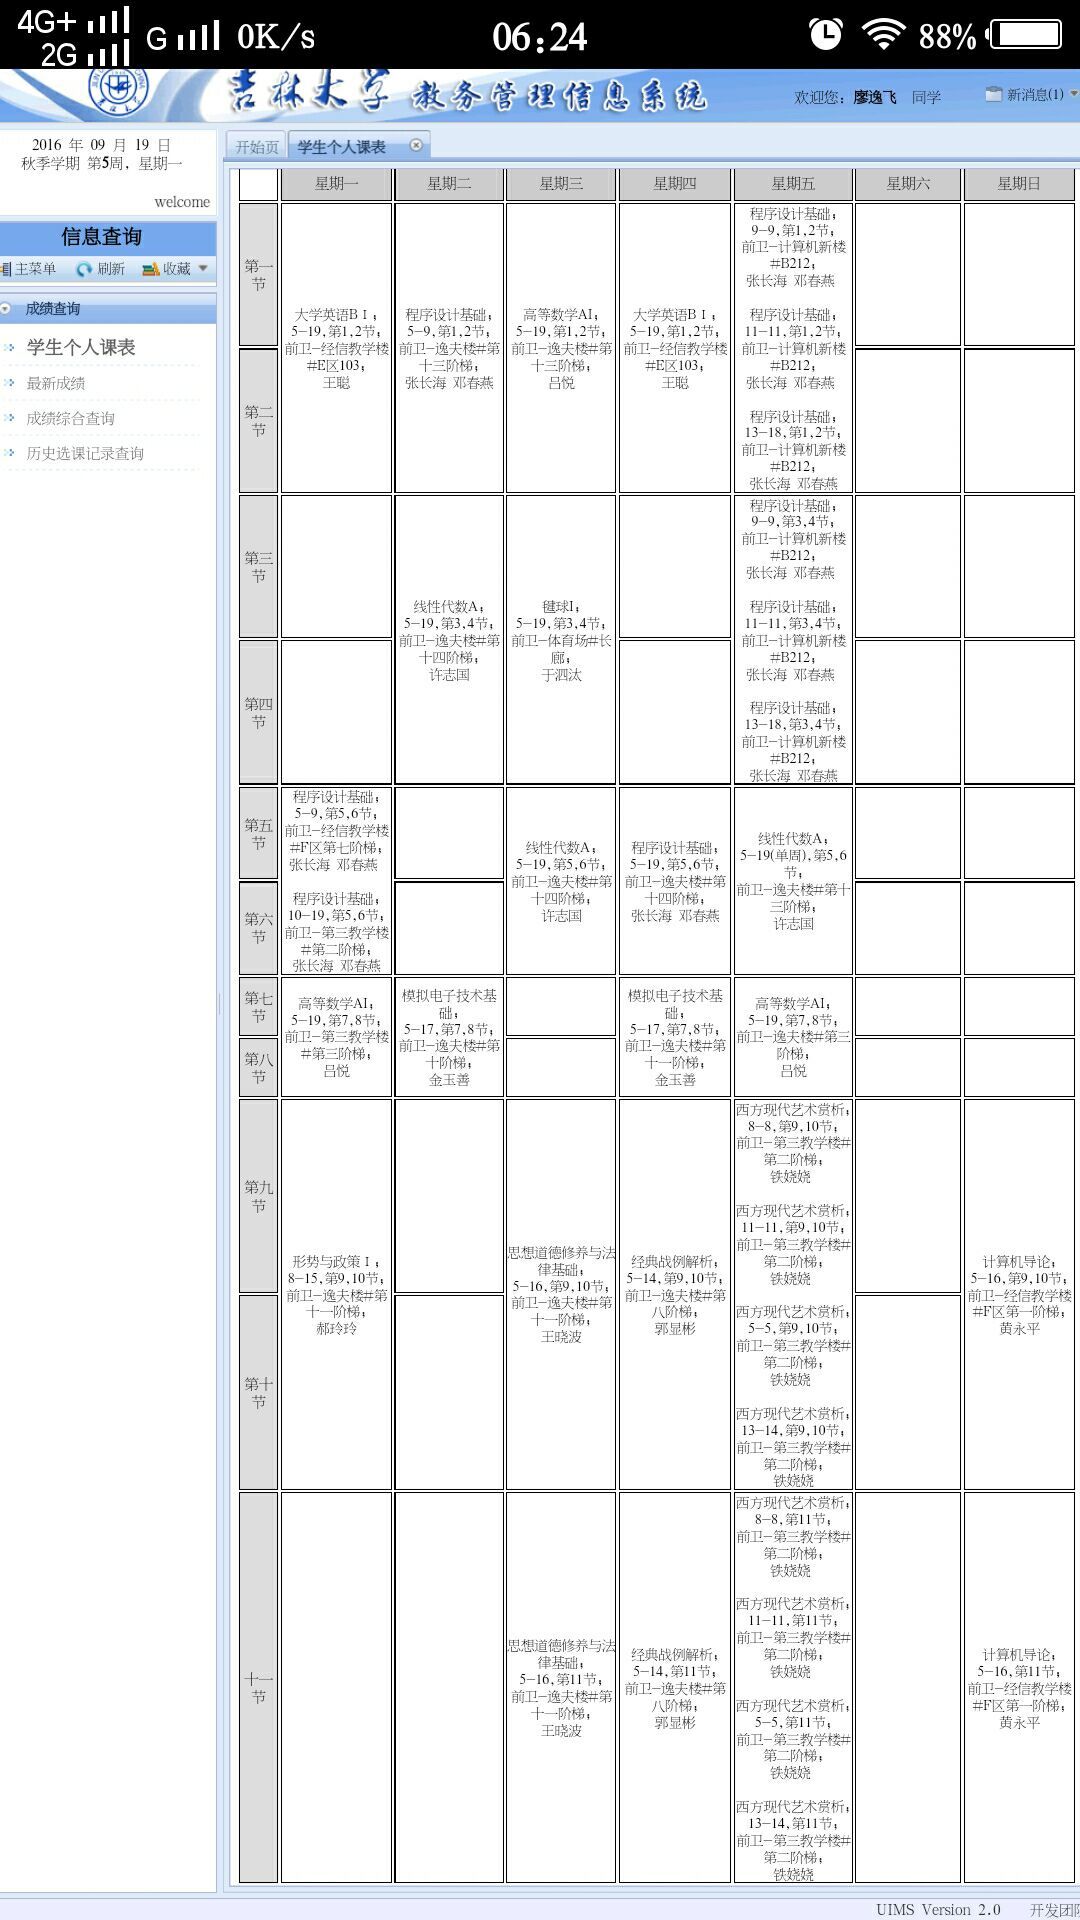 4G+ 2G G 0K/s 06:24 88%
吉林大学 教务管理信息系统
欢迎您: 廖逸飞 同学 新消息(1)
2016 年 09 月 19 日
秋季学期 第5周, 星期一
welcome
信息查询
主菜单 刷新 收藏
成绩查询
学生个人课表
最新成绩
成绩综合查询
历史选课记录查询
开始页 学生个人课表
星期一 星期二 星期三 星期四 星期五 星期六 星期日
第一节
第二节
大学英语BⅠ;
5-19,第1,2节;
前卫-经信教学楼
#E区103;
王聪
程序设计基础;
5-9,第1,2节;
前卫-逸夫楼#第
十三阶梯;
张长海 邓春燕
高等数学AI;
5-19,第1,2节;
前卫-逸夫楼#第
十三阶梯;
吕悦
大学英语BⅠ;
5-19,第1,2节;
前卫-经信教学楼
#E区103;
王聪
程序设计基础;
9-9,第1,2节;
前卫-计算机新楼
#B212;
张长海 邓春燕
程序设计基础;
11-11,第1,2节;
前卫-计算机新楼
#B212;
张长海 邓春燕
程序设计基础;
13-18,第1,2节;
前卫-计算机新楼
#B212;
张长海 邓春燕
第三节
第四节
线性代数A;
5-19,第3,4节;
前卫-逸夫楼#第
十四阶梯;
许志国
毽球I;
5-19,第3,4节;
前卫-体育场#长
廊;
于泗汰
程序设计基础;
9-9,第3,4节;
前卫-计算机新楼
#B212;
张长海 邓春燕
程序设计基础;
11-11,第3,4节;
前卫-计算机新楼
#B212;
张长海 邓春燕
程序设计基础;
13-18,第3,4节;
前卫-计算机新楼
#B212;
张长海 邓春燕
第五节
第六节
程序设计基础;
5-9,第5,6节;
前卫-经信教学楼
#F区第七阶梯;
张长海 邓春燕
程序设计基础;
10-19,第5,6节;
前卫-第三教学楼
#第二阶梯;
张长海 邓春燕
线性代数A;
5-19,第5,6节;
前卫-逸夫楼#第
十四阶梯;
许志国
程序设计基础;
5-19,第5,6节;
前卫-逸夫楼#第
十四阶梯;
张长海 邓春燕
线性代数A;
5-19(单周),第5,6
节;
前卫-逸夫楼#第十
三阶梯;
许志国
第七节
第八节
高等数学AI;
5-19,第7,8节;
前卫-第三教学楼
#第三阶梯;
吕悦
模拟电子技术基
础;
5-17,第7,8节;
前卫-逸夫楼#第
十阶梯;
金玉善
模拟电子技术基
础;
5-17,第7,8节;
前卫-逸夫楼#第
十一阶梯;
金玉善
高等数学AI;
5-19,第7,8节;
前卫-逸夫楼#第三
阶梯;
吕悦
第九节
第十节
形势与政策Ⅰ;
8-15,第9,10节;
前卫-逸夫楼#第
十一阶梯;
郝玲玲
思想道德修养与法
律基础;
5-16,第9,10节;
前卫-逸夫楼#第
十一阶梯;
王晓波
经典战例解析;
5-14,第9,10节;
前卫-逸夫楼#第
八阶梯;
郭显彬
西方现代艺术赏析;
8-8,第9,10节;
前卫-第三教学楼#
第二阶梯;
铁娆娆
西方现代艺术赏析;
11-11,第9,10节;
前卫-第三教学楼#
第二阶梯;
铁娆娆
西方现代艺术赏析;
5-5,第9,10节;
前卫-第三教学楼#
第二阶梯;
铁娆娆
西方现代艺术赏析;
13-14,第9,10节;
前卫-第三教学楼#
第二阶梯;
铁娆娆
计算机导论;
5-16,第9,10节;
前卫-经信教学楼
#F区第一阶梯;
黄永平
十一节
思想道德修养与法
律基础;
5-16,第11节;
前卫-逸夫楼#第
十一阶梯;
王晓波
经典战例解析;
5-14,第11节;
前卫-逸夫楼#第
八阶梯;
郭显彬
西方现代艺术赏析;
8-8,第11节;
前卫-第三教学楼#
第二阶梯;
铁娆娆
西方现代艺术赏析;
11-11,第11节;
前卫-第三教学楼#
第二阶梯;
铁娆娆
西方现代艺术赏析;
5-5,第11节;
前卫-第三教学楼#
第二阶梯;
铁娆娆
西方现代艺术赏析;
13-14,第11节;
前卫-第三教学楼#
第二阶梯;
铁娆娆
计算机导论;
5-16,第11节;
前卫-经信教学楼
#F区第一阶梯;
黄永平
UIMS Version 2.0 开发团队